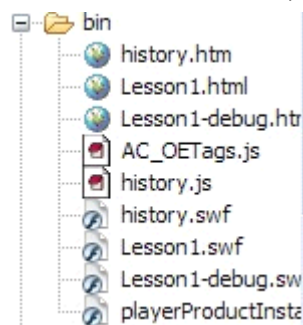 bin
history.htm
Lesson1.html
Lesson1-debug.htr
AC_OETags.js
history.js
history.swf
Lesson1.swf
Lesson1-debug.sw
playerProductInsta